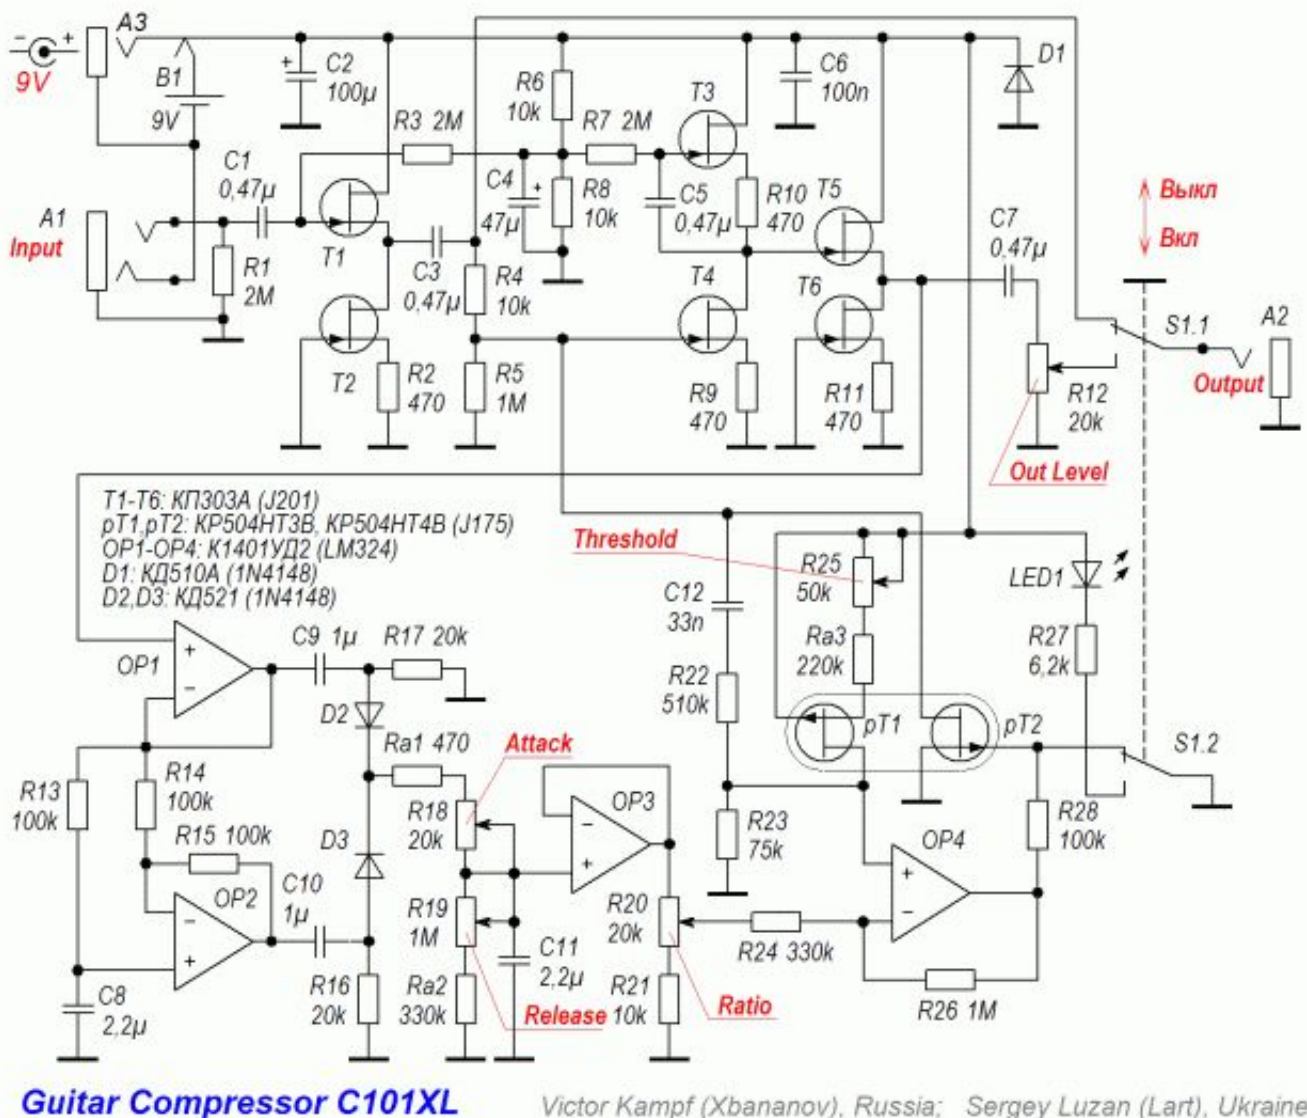 A3
9V
B1
9V
C2
100µ
R6
10k
C6
100n
D1
T3
R3 2M
R7 2M
C1
0,47µ
C4
47µ
R8
10k
C5
0,47µ
R10
470
T5
Выкл
Вкл
A1
Input
R1
2M
T1
C3
0,47µ
R4
10k
T4
T6
C7
0,47µ
S1.1
A2
T2
R2
470
R5
1M
R9
470
R11
470
R12
20k
Output
Out Level
T1-T6: КП303А (J201)
pT1,pT2: КР504НТ3В, КР504НТ4В (J175)
OP1-OP4: К1401УД2 (LM324)
D1: КД510А (1N4148)
D2,D3: КД521 (1N4148)
Threshold
R25
50k
LED1
C12
33n
Ra3
220k
R27
6,2k
OP1
C9 1µ
R17 20k
R22
510k
pT1
pT2
S1.2
D2
Ra1 470
Attack
R13
100k
R14
100k
R15 100k
D3
R18
20k
OP3
R23
75k
OP4
R28
100k
OP2
C10
1µ
R19
1M
R20
20k
R24 330k
C8
2,2µ
R16
20k
Ra2
330k
C11
2,2µ
Release
R21
10k
Ratio
R26 1M
Guitar Compressor C101XL
Victor Kampf (Xbananov), Russia; Sergey Luzan (Lart), Ukraine